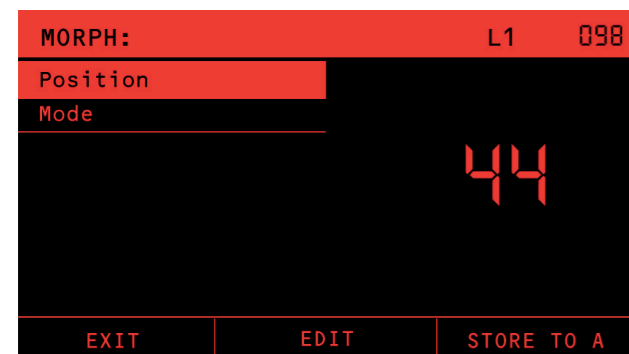 MORPH: L1 098
Position
Mode
44
EXIT EDIT STORE TO A